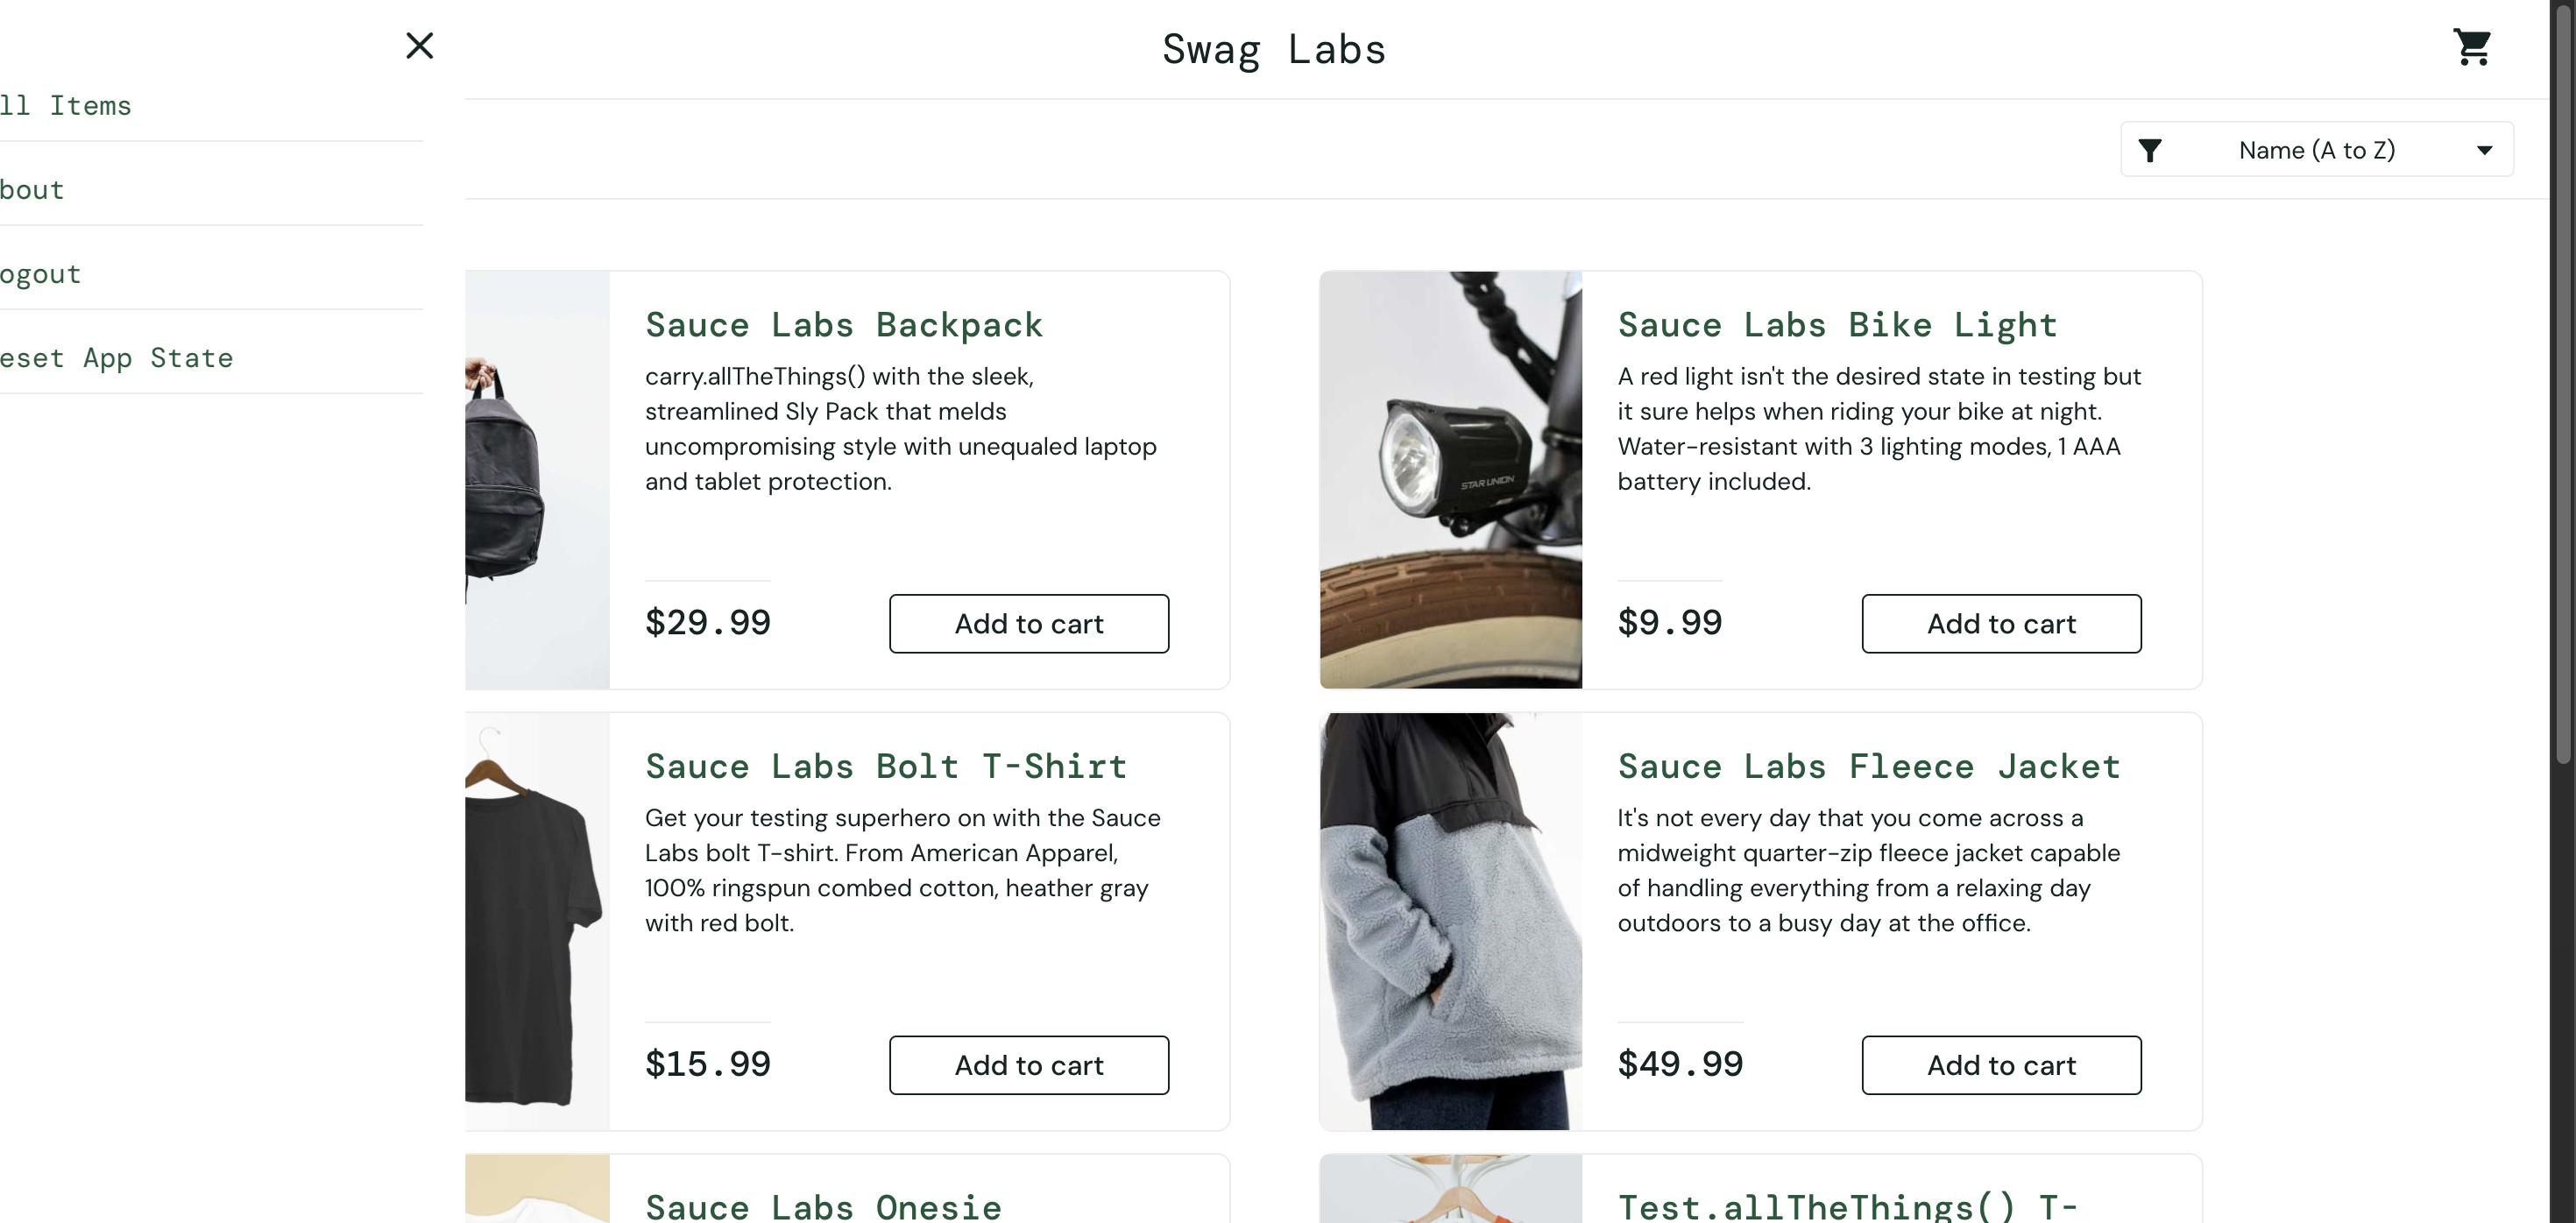 Swag Labs
ll Items
bout
ogout
eset App State
Name (A to Z)
Sauce Labs Backpack
carry.allTheThings() with the sleek,
streamlined Sly Pack that melds
uncompromising style with unequaled laptop
and tablet protection.
$29.99
Add to cart
Sauce Labs Bike Light
A red light isn't the desired state in testing but
it sure helps when riding your bike at night.
Water-resistant with 3 lighting modes, 1 AAA
battery included.
STAR UNION
$9.99
Add to cart
Sauce Labs Bolt T-Shirt
Get your testing superhero on with the Sauce
Labs bolt T-shirt. From American Apparel,
100% ringspun combed cotton, heather gray
with red bolt.
$15.99
Add to cart
Sauce Labs Fleece Jacket
It's not every day that you come across a
midweight quarter-zip fleece jacket capable
of handling everything from a relaxing day
outdoors to a busy day at the office.
$49.99
Add to cart
Sauce Labs Onesie
Test.allTheThings() T-